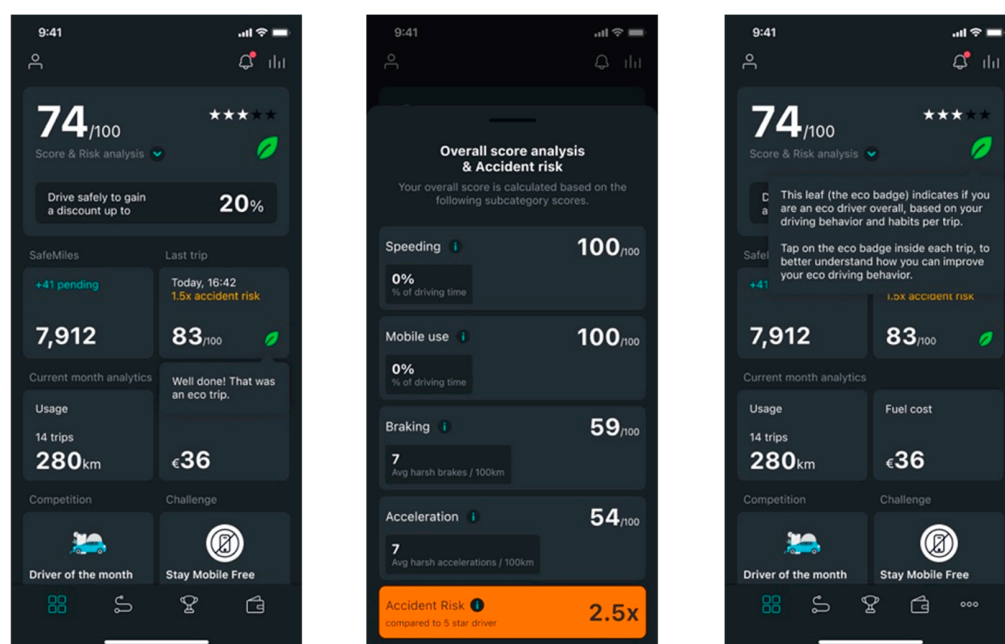 9:41
74/100
Score & Risk analysis
Drive safely to gain
a discount up to
20%
SafeMiles
Last trip
+41 pending
7,912
Today, 16:42
1.5x accident risk
83/100
Current month analytics
Well done! That was
an eco trip.
Usage
14 trips
280km
€36
Competition
Challenge
Driver of the month
Stay Mobile Free
9:41
Overall score analysis
& Accident risk
Your overall score is calculated based on the
following subcategory scores.
Speeding i
100/100
0%
% of driving time
Mobile use i
100/100
0%
% of driving time
Braking i
59/100
7
Avg harsh brakes / 100km
Acceleration i
54/100
7
Avg harsh accelerations / 100km
Accident Risk i
compared to 5 star driver
2.5x
9:41
74/100
Score & Risk analysis
D
a
This leaf (the eco badge) indicates if you
are an eco driver overall, based on your
driving behavior and habits per trip.
Tap on the eco badge inside each trip, to
better understand how you can improve
your eco driving behavior.
Safe
+41
1.5x accident risk
7,912
83/100
Current month analytics
Usage
14 trips
280km
Fuel cost
€36
Competition
Challenge
Driver of the month
Stay Mobile Free